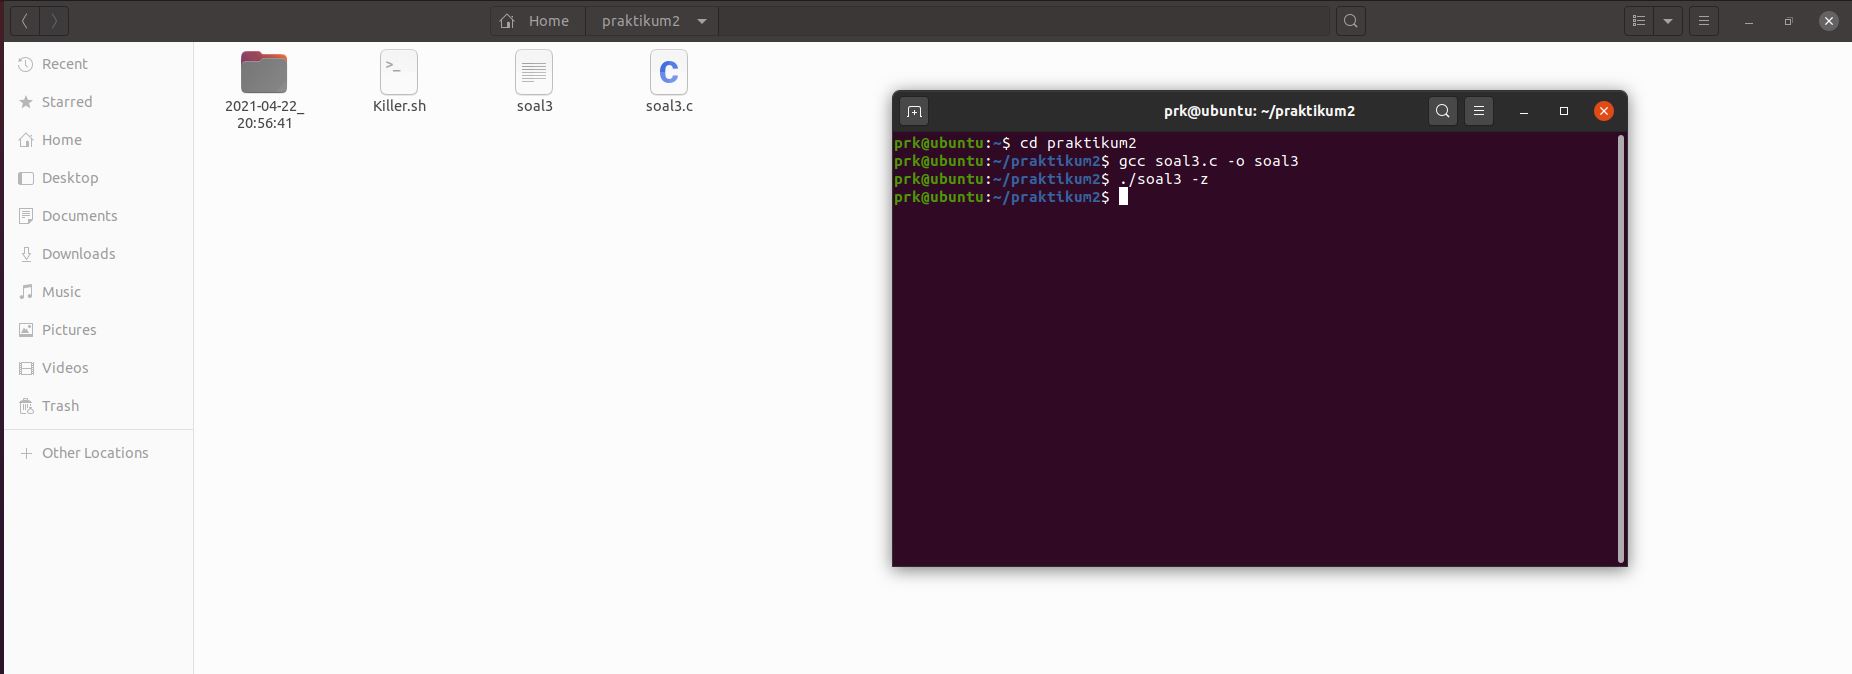 Home praktikum2
Recent
Starred
Home
Desktop
Documents
Downloads
Music
Pictures
Videos
Trash
Other Locations
2021-04-22_
20:56:41
>_
Killer.sh
soal3
C
soal3.c
prk@ubuntu: ~/praktikum2
prk@ubuntu:~$ cd praktikum2
prk@ubuntu:~/praktikum2$ gcc soal3.c -o soal3
prk@ubuntu:~/praktikum2$ ./soal3 -z
prk@ubuntu:~/praktikum2$